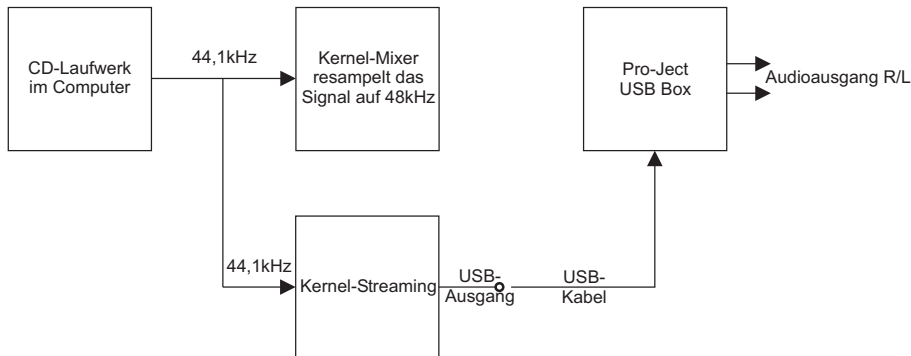 CD-Laufwerk
im Computer
44,1kHz
Kernel-Mixer
resampelt das
Signal auf 48kHz
Pro-Ject
USB Box
Audioausgang R/L
44,1kHz
Kernel-Streaming
USB-
Ausgang
USB-
Kabel